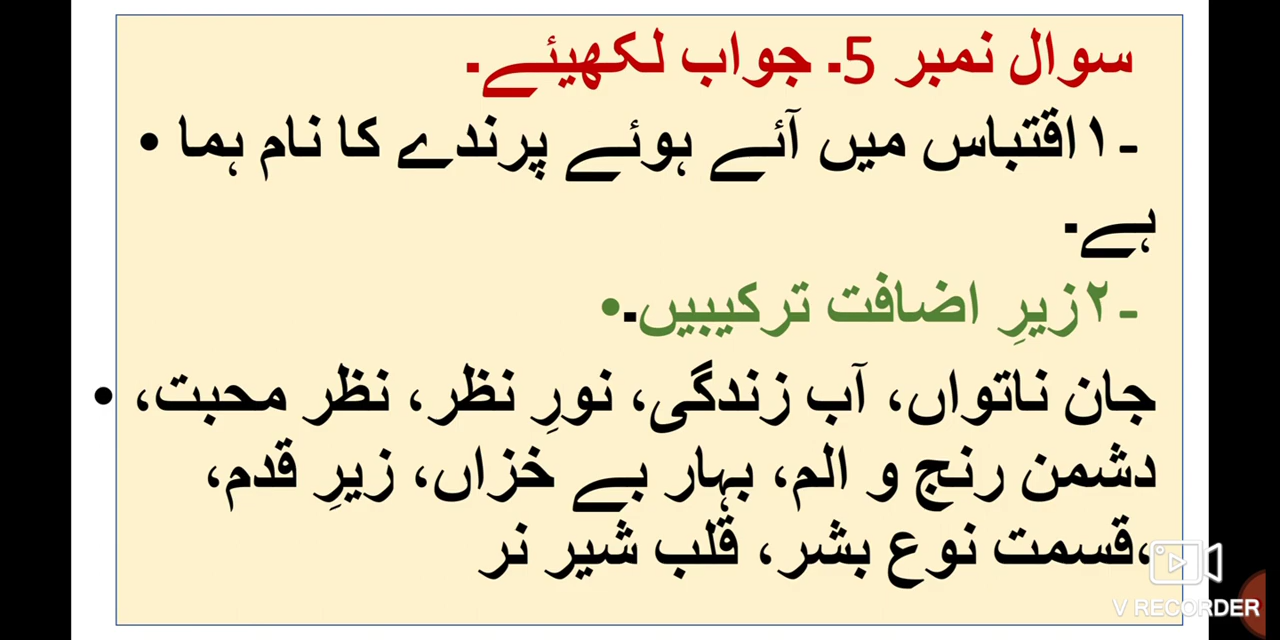 سوال نمبر 5۔ جواب لکھیئے۔
۱- اقتباس میں آئے ہوئے پرندے کا نام ہما •
ہے۔
۲- زیرِ اضافت ترکیبیں۔•
جان ناتواں، آب زندگی، نورِ نظر، نظر محبت، •
دشمن رنج و الم، بہار بے خزاں، زیرِ قدم،
،قسمت نوع بشر، قلب شیر نر
V RECORDER